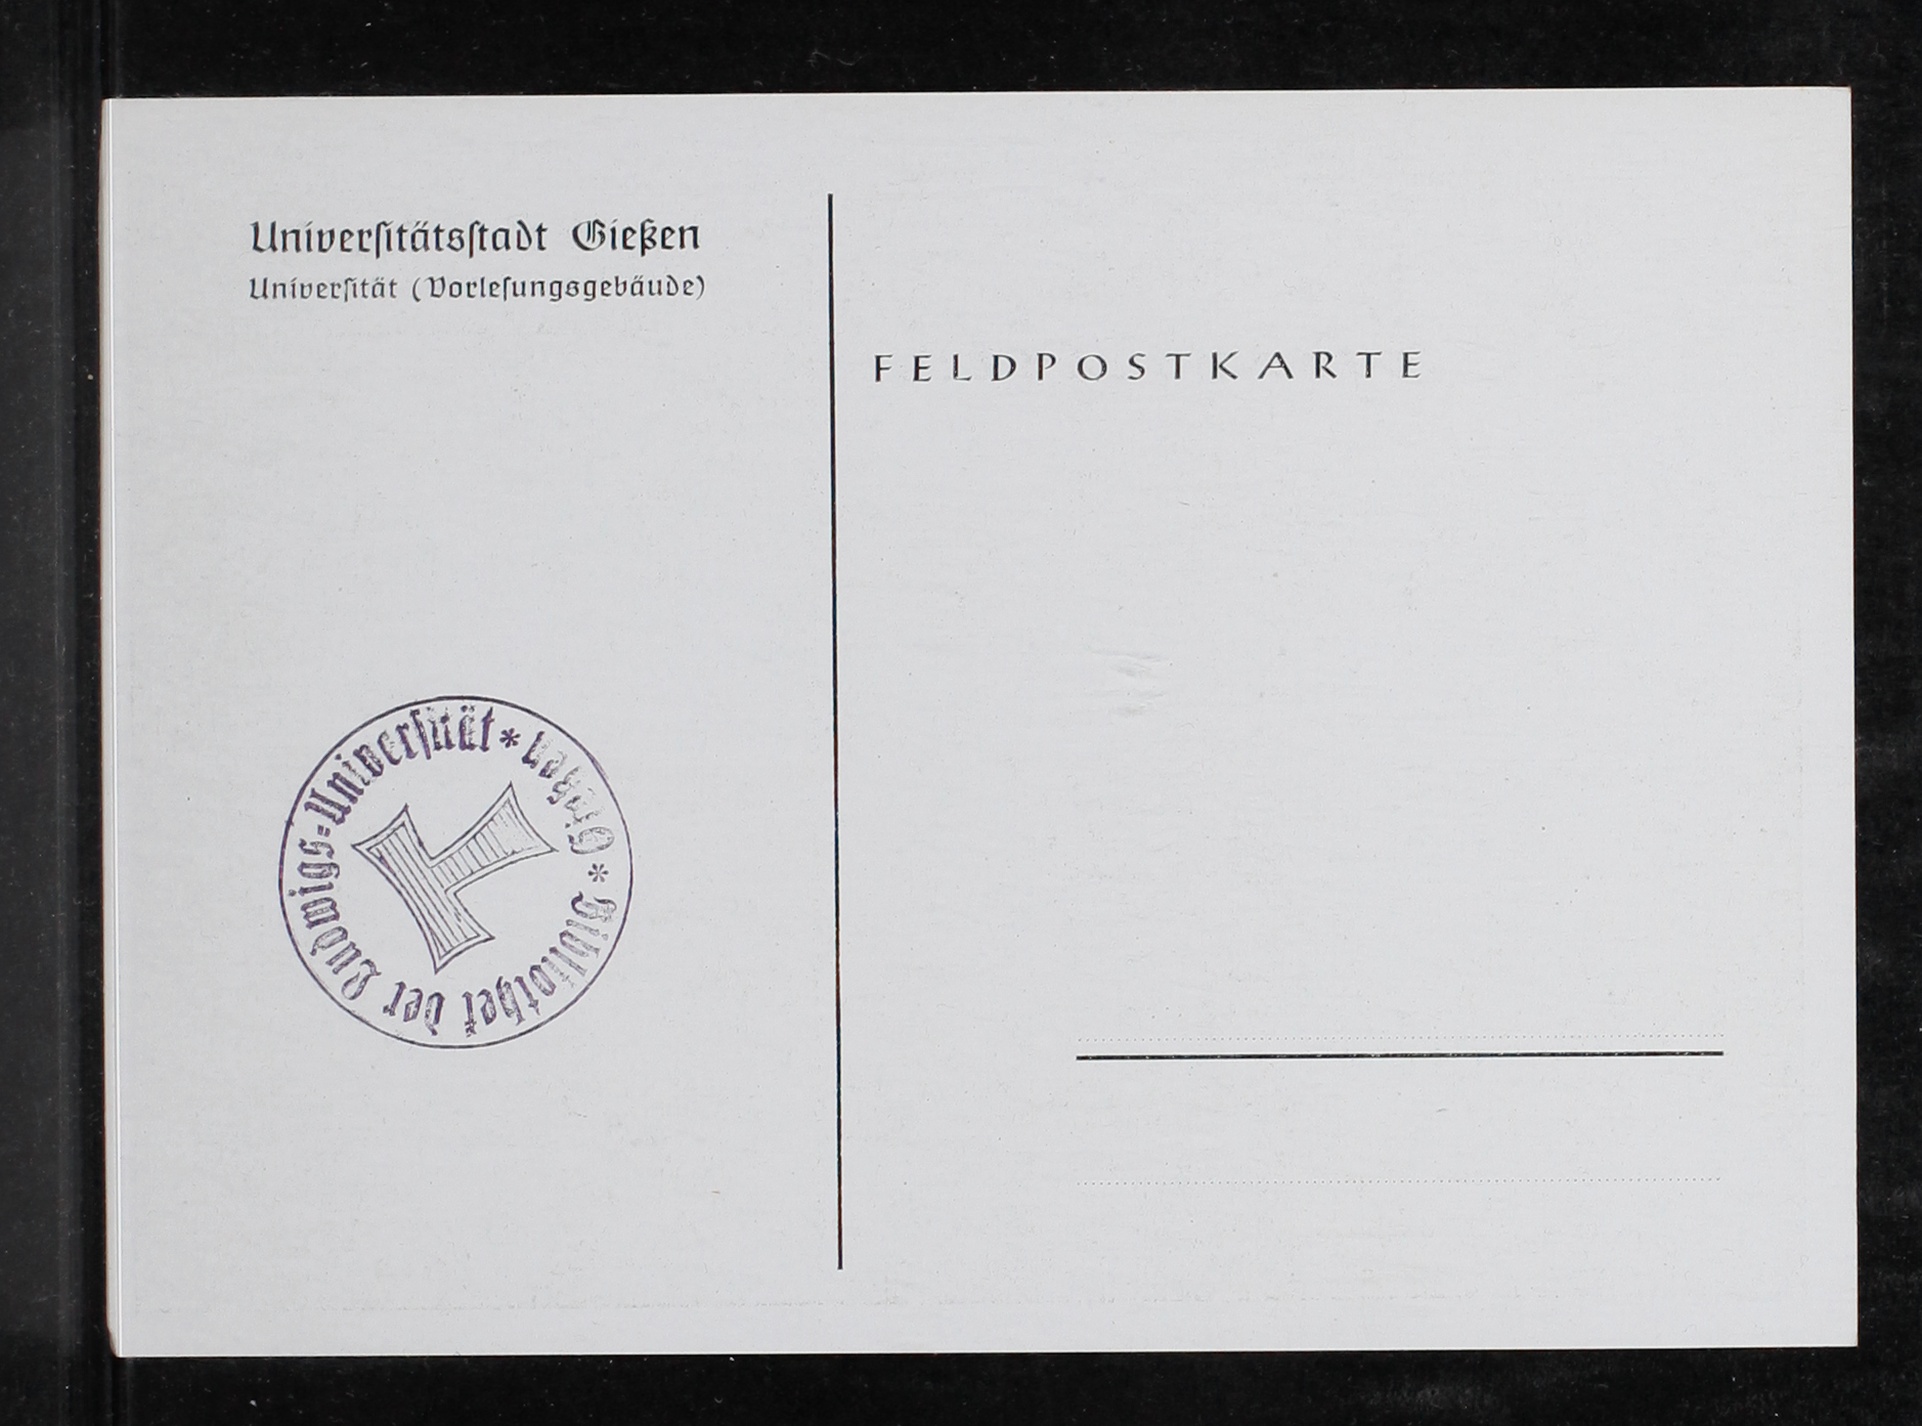 Universitätsstadt Gießen
Universität (Vorlesungsgebäude)
FELDPOSTKARTE
* Bibliothek der Ludwigs-Universität * Gießen